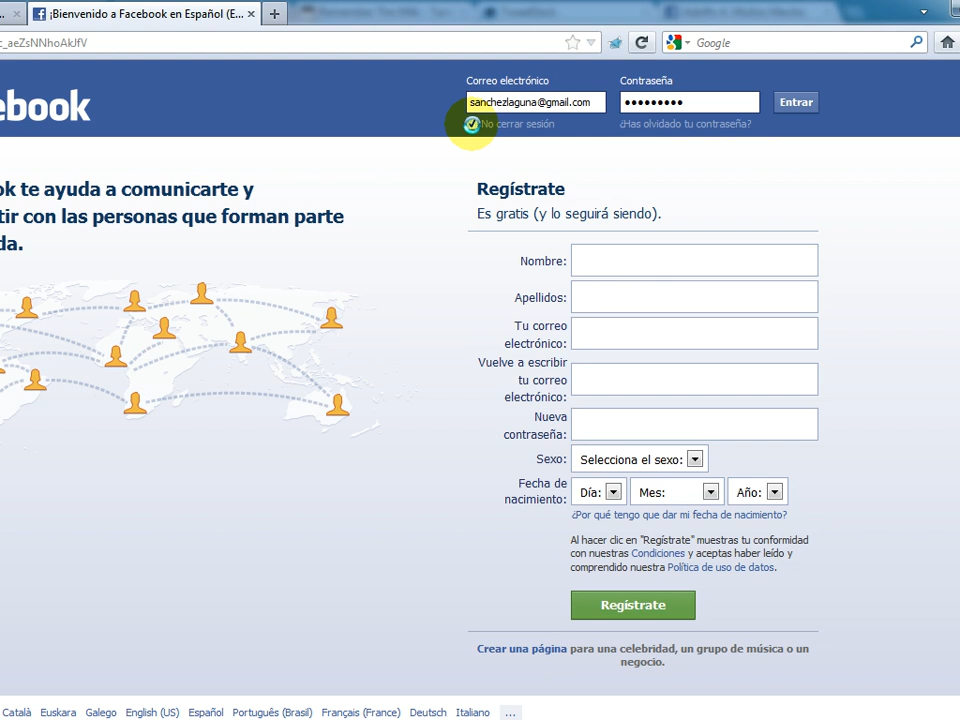 ¡Bienvenido a Facebook en Español (E...
c_aeZsNNhoAkJfV
Google
Correo electrónico
Contraseña
ebook
sanchezlaguna@gmail.com
•••••••••
Entrar
No cerrar sesión
¿Has olvidado tu contraseña?
ok te ayuda a comunicarte y
tir con las personas que forman parte
da.
Regístrate
Es gratis (y lo seguirá siendo).
Nombre:
Apellidos:
Tu correo
electrónico:
Vuelve a escribir
tu correo
electrónico:
Nueva
contraseña:
Sexo:
Selecciona el sexo:
Fecha de
nacimiento:
Día:
Mes:
Año:
¿Por qué tengo que dar mi fecha de nacimiento?
Al hacer clic en "Regístrate" muestras tu conformidad
con nuestras Condiciones y aceptas haber leído y
comprendido nuestra Política de uso de datos.
Regístrate
Crear una página para una celebridad, un grupo de música o un
negocio.
Català Euskara Galego English (US) Español Português (Brasil) Français (France) Deutsch Italiano ...